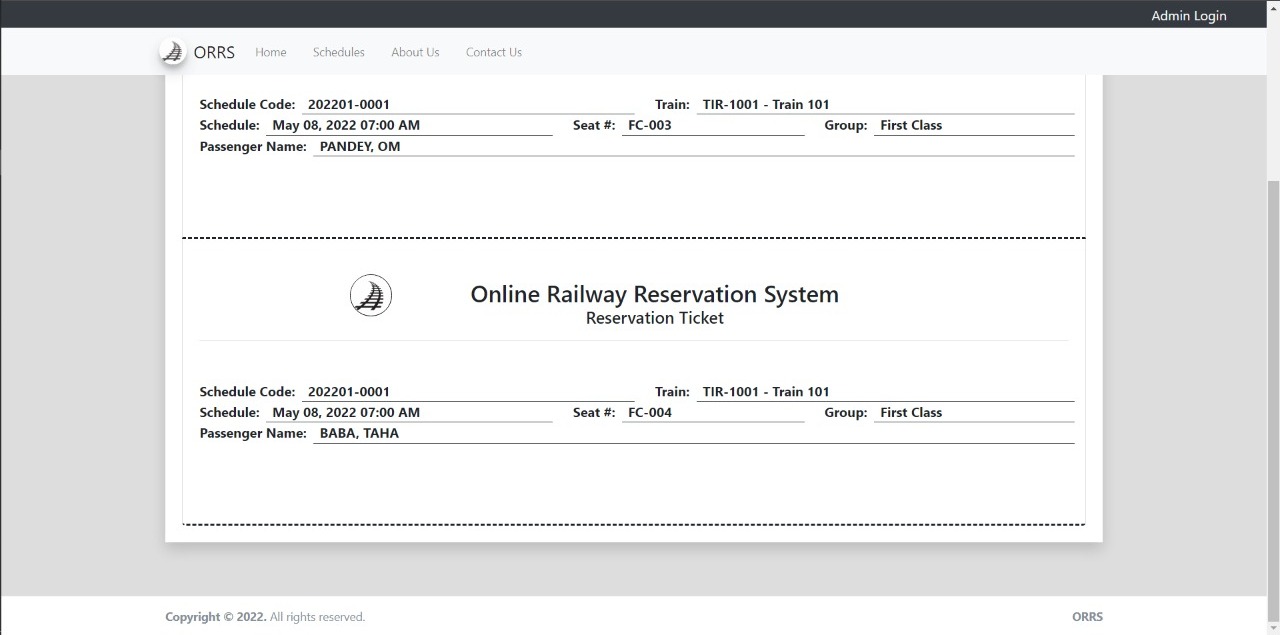 Admin Login
ORRS Home Schedules About Us Contact Us
Schedule Code: 202201-0001 Train: TIR-1001 - Train 101
Schedule: May 08, 2022 07:00 AM Seat #: FC-003 Group: First Class
Passenger Name: PANDEY, OM
Online Railway Reservation System
Reservation Ticket
Schedule Code: 202201-0001 Train: TIR-1001 - Train 101
Schedule: May 08, 2022 07:00 AM Seat #: FC-004 Group: First Class
Passenger Name: BABA, TAHA
Copyright © 2022. All rights reserved. ORRS